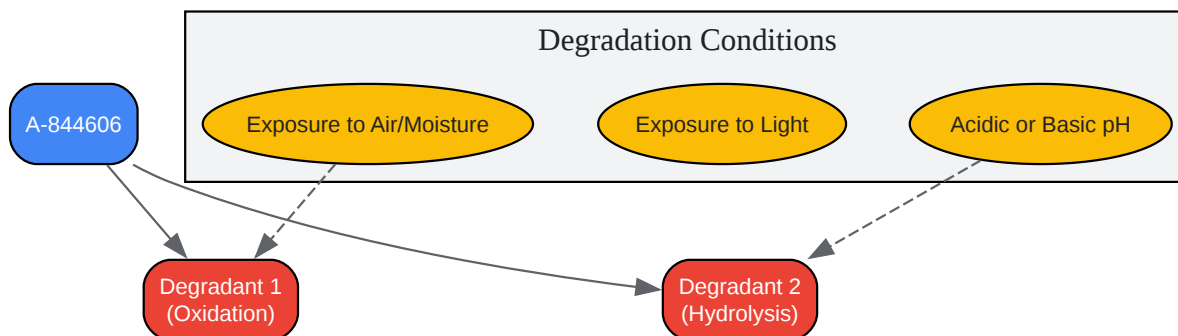 Degradation Conditions
A-844606
Exposure to Air/Moisture
Exposure to Light
Acidic or Basic pH
Degradant 1
(Oxidation)
Degradant 2
(Hydrolysis)